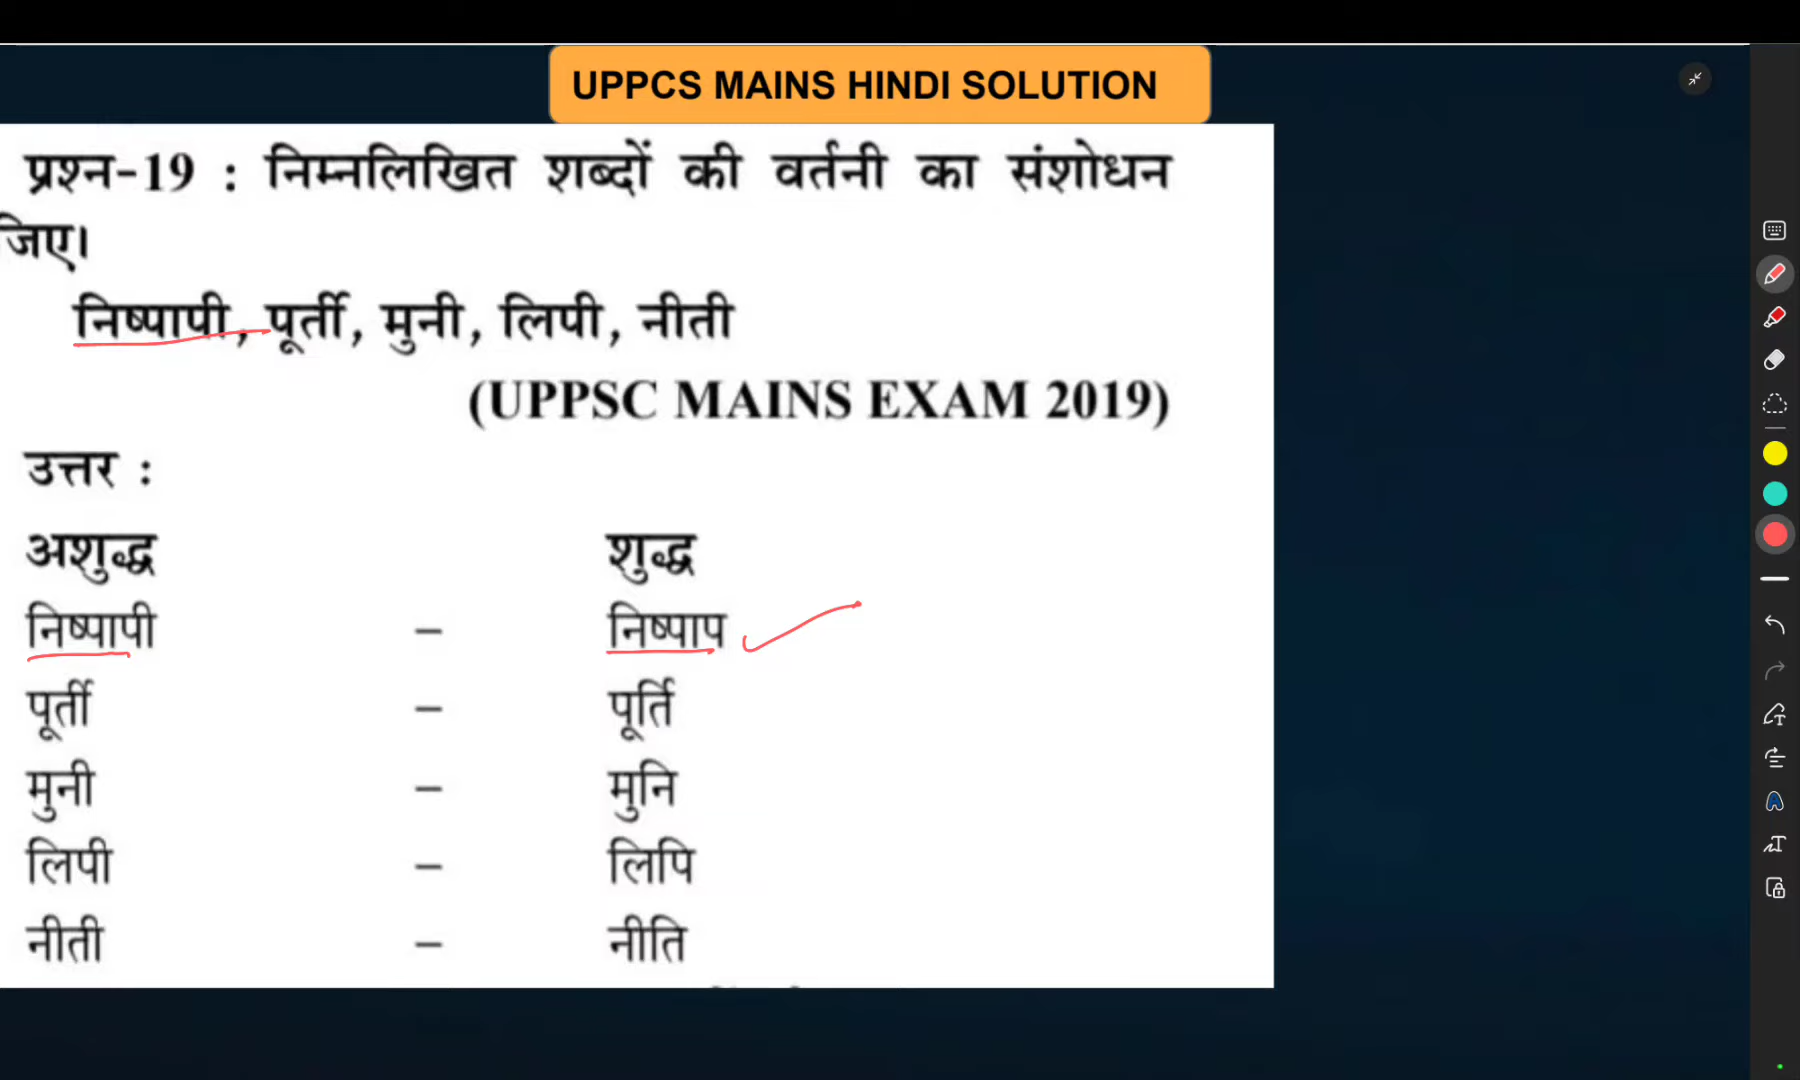 UPPCS MAINS HINDI SOLUTION
प्रश्न-19 : निम्नलिखित शब्दों की वर्तनी का संशोधन
जिए।
निष्पापी, पूर्ती, मुनी, लिपी, नीती
(UPPSC MAINS EXAM 2019)
उत्तर :
अशुद्ध शुद्ध
निष्पापी – निष्पाप
पूर्ती – पूर्ति
मुनी – मुनि
लिपी – लिपि
नीती – नीति